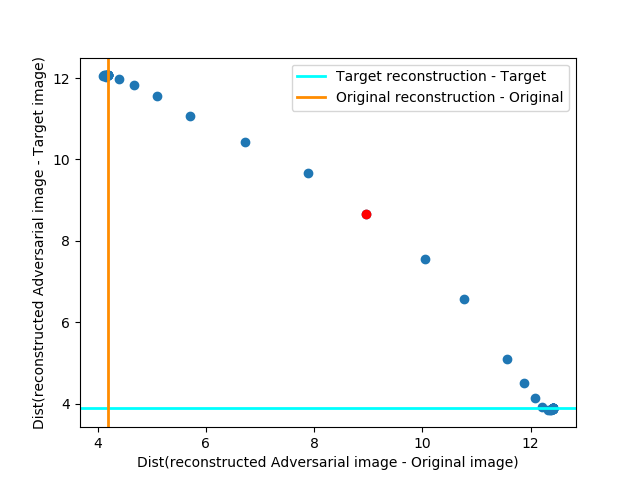 Target reconstruction - Target
Original reconstruction - Original
Dist(reconstructed Adversarial image - Target image)
12
10
8
6
4
4 6 8 10 12
Dist(reconstructed Adversarial image - Original image)